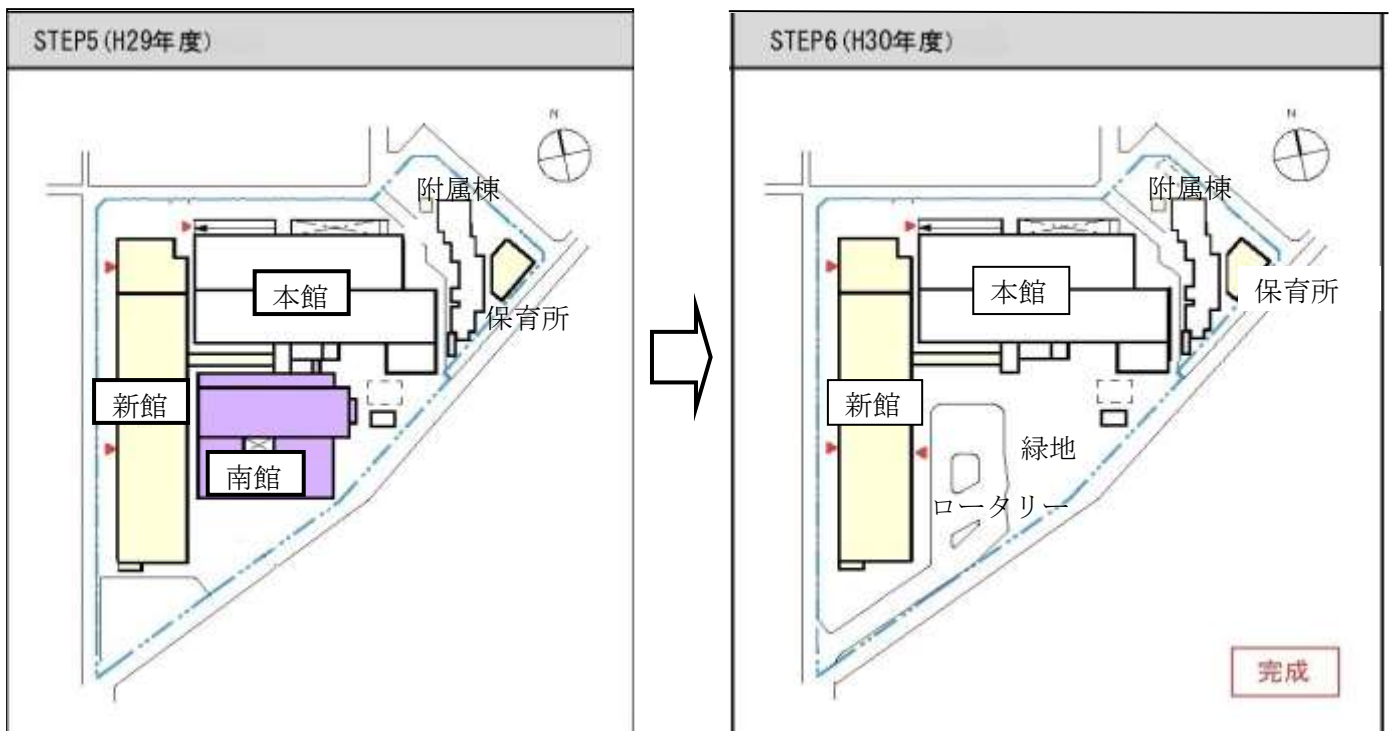 STEP5(H29年度)
N
附属棟
本館
保育所
新館
南館
STEP6(H30年度)
N
附属棟
本館
保育所
新館
緑地
ロータリー
完成